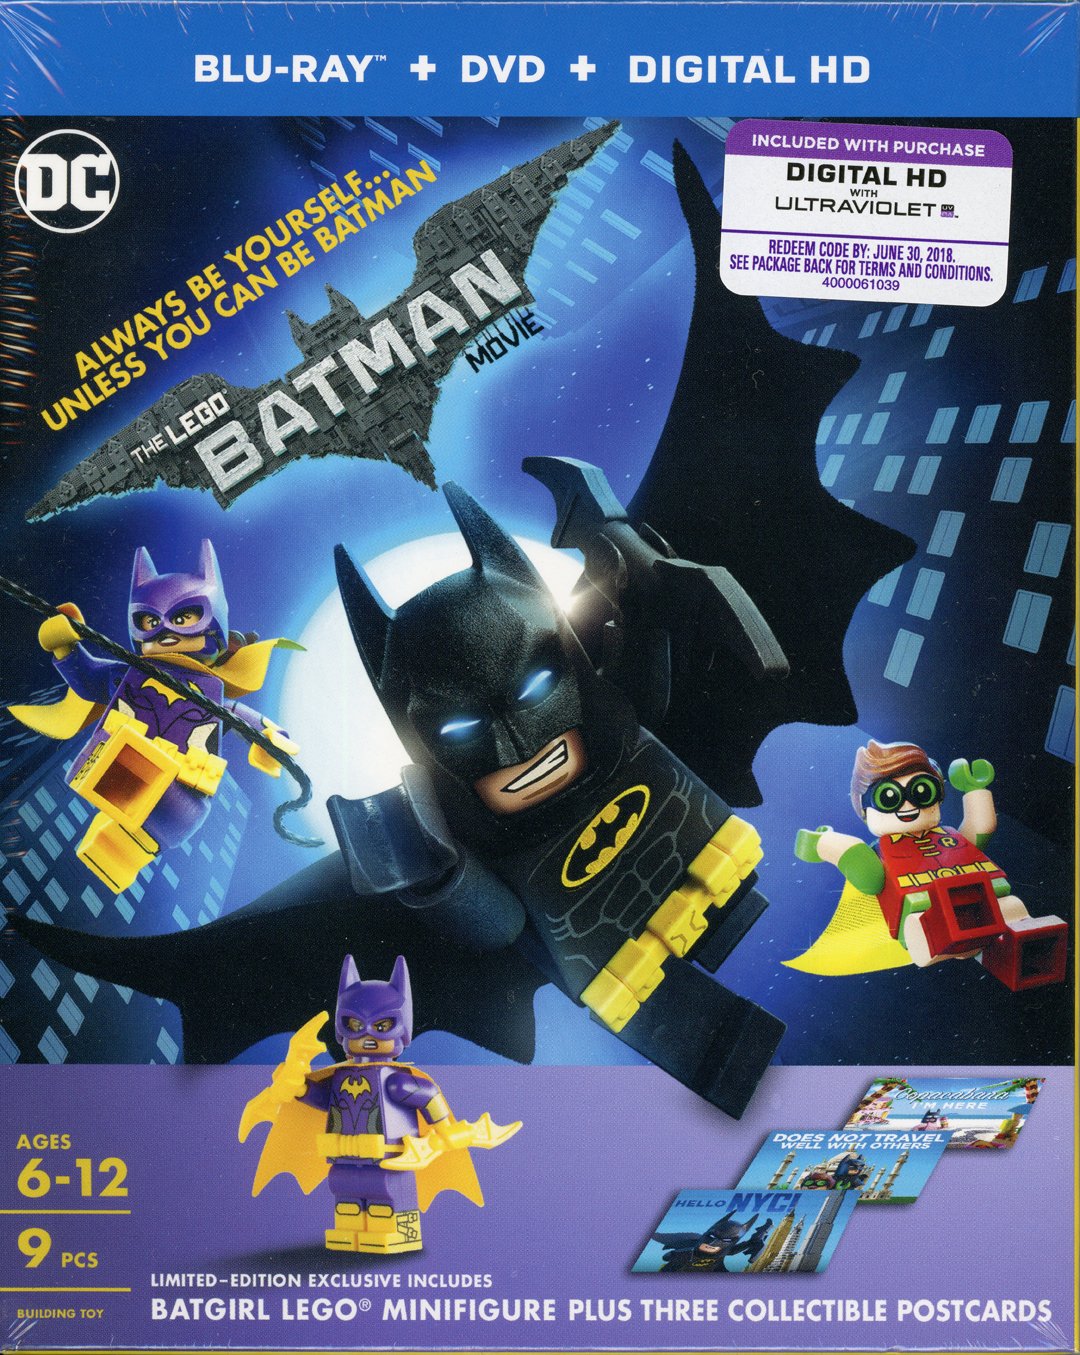 BLU-RAY™ + DVD + DIGITAL HD
DC
INCLUDED WITH PURCHASE
DIGITAL HD
WITH
ULTRAVIOLET UV
REDEEM CODE BY: JUNE 30, 2018.
SEE PACKAGE BACK FOR TERMS AND CONDITIONS.
4000061039
ALWAYS BE YOURSELF...
UNLESS YOU CAN BE BATMAN
THE LEGO®
BATMAN
MOVIE
R
Copacabana
I'M HERE
DOES NOT TRAVEL
WELL WITH OTHERS
HELLO NYC!
AGES
6-12
9 PCS
BUILDING TOY
LIMITED-EDITION EXCLUSIVE INCLUDES
BATGIRL LEGO® MINIFIGURE PLUS THREE COLLECTIBLE POSTCARDS